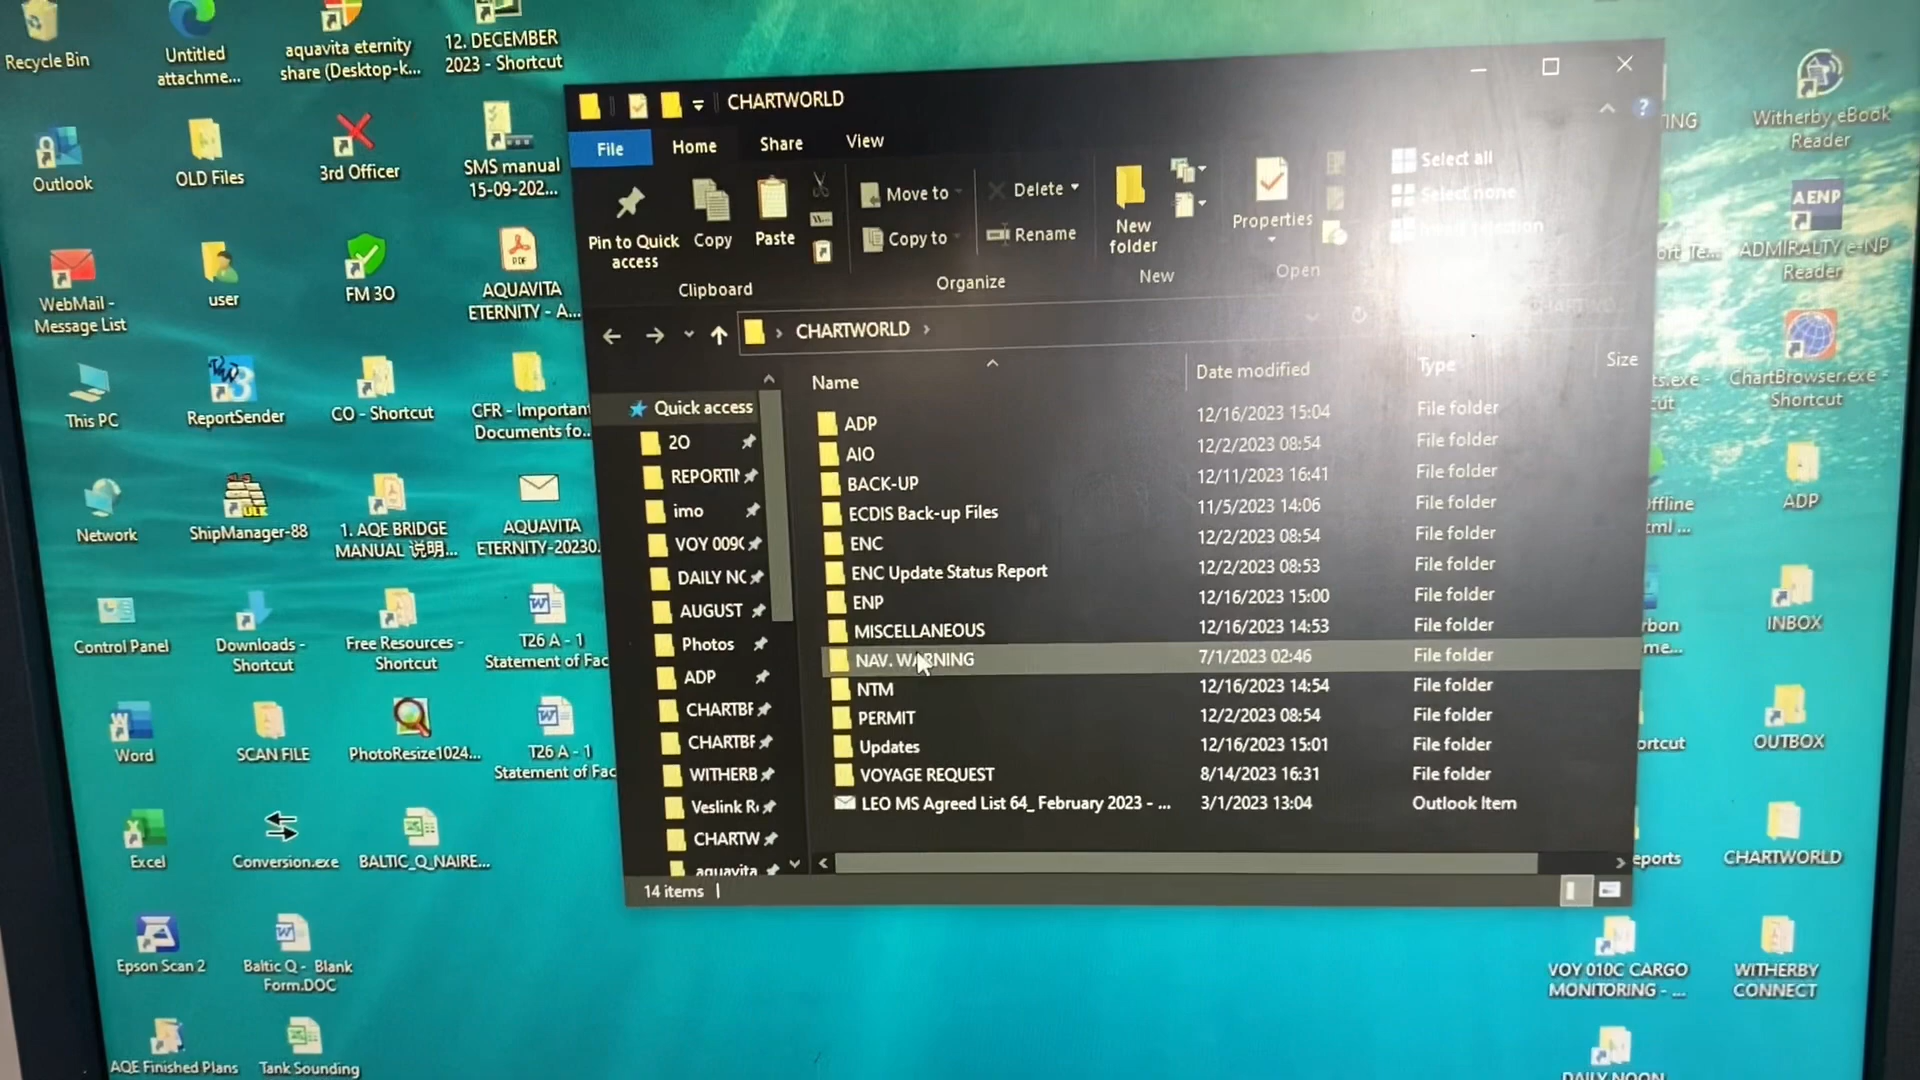 Recycle Bin
Untitled
attachme...
aquavita eternity
share (Desktop-k...
12. DECEMBER
2023 - Shortcut
Outlook
OLD Files
3rd Officer
SMS manual
15-09-202...
WebMail -
Message List
user
FM 3O
PDF
AQUAVITA
ETERNITY - A...
This PC
ReportSender
CO - Shortcut
CFR - Important
Documents fo...
Network
ShipManager-88
1. AQE BRIDGE
MANUAL 说明...
AQUAVITA
ETERNITY-20230.
Control Panel
Downloads -
Shortcut
Free Resources -
Shortcut
T26 A - 1
Statement of Fac
Word
SCAN FILE
PhotoResize1024...
T26 A - 1
Statement of Fac
Excel
Conversion.exe
BALTIC_Q_NAIRE...
Epson Scan 2
Baltic Q - Blank
Form.DOC
AQE Finished Plans
Tank Sounding
CHARTWORLD
File
Home
Share
View
Pin to Quick
access
Copy
Paste
Clipboard
Move to
Copy to
Delete
Rename
Organize
New
folder
New
Properties
Open
Select all
Select none
CHARTWORLD
Name
Date modified
Type
Size
Quick access
2O
REPORTIN
imo
VOY 009C
DAILY NC
AUGUST
Photos
ADP
CHARTBF
CHARTBF
WITHERB
Veslink R
CHARTW
aquavita
ADP 12/16/2023 15:04 File folder
AIO 12/2/2023 08:54 File folder
BACK-UP 12/11/2023 16:41 File folder
ECDIS Back-up Files 11/5/2023 14:06 File folder
ENC 12/2/2023 08:54 File folder
ENC Update Status Report 12/2/2023 08:53 File folder
ENP 12/16/2023 15:00 File folder
MISCELLANEOUS 12/16/2023 14:53 File folder
NAV. WARNING 7/1/2023 02:46 File folder
NTM 12/16/2023 14:54 File folder
PERMIT 12/2/2023 08:54 File folder
Updates 12/16/2023 15:01 File folder
VOYAGE REQUEST 8/14/2023 16:31 File folder
LEO MS Agreed List 64_ February 2023 - ... 3/1/2023 13:04 Outlook Item
14 items
Witherby eBook
Reader
AENP
ADMIRALTY e-NP
Reader
ChartBrowser.exe -
Shortcut
ADP
INBOX
OUTBOX
CHARTWORLD
VOY 010C CARGO
MONITORING - ...
WITHERBY
CONNECT
DAILY NOON